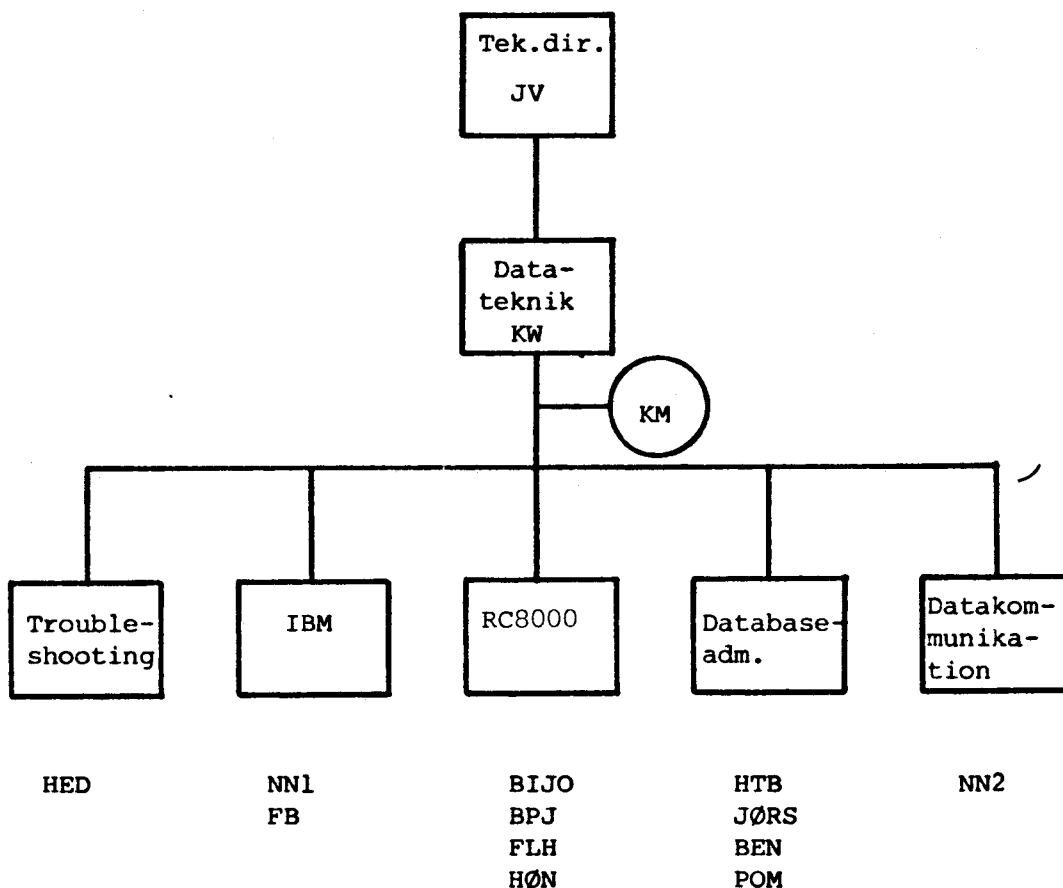 Tek.dir.
JV
Data-
teknik
KW
KM
Trouble-
shooting
IBM
RC8000
Database-
adm.
Datakom-
munika-
tion
HED
NN1
FB
BIJO
BPJ
FLH
HØN
HTB
JØRS
BEN
POM
NN2